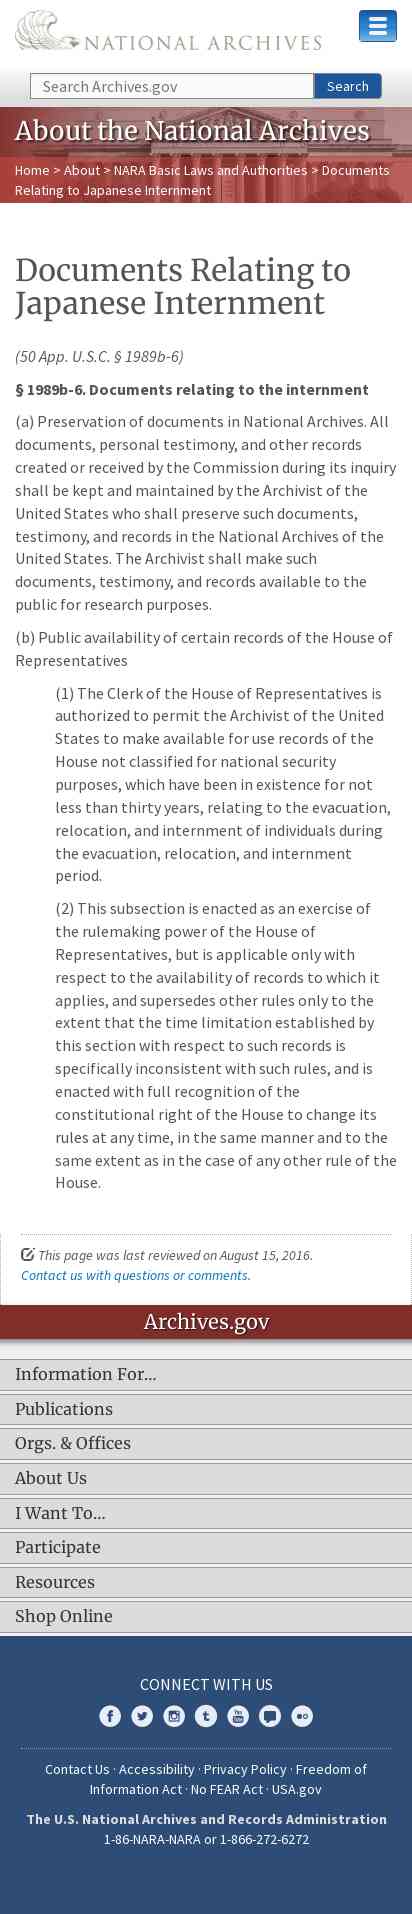 NATIONAL ARCHIVES
Search Archives.gov
Search
About the National Archives
Home > About > NARA Basic Laws and Authorities > Documents
Relating to Japanese Internment
Documents Relating to
Japanese Internment
(50 App. U.S.C. § 1989b-6)
§ 1989b-6. Documents relating to the internment
(a) Preservation of documents in National Archives. All
documents, personal testimony, and other records
created or received by the Commission during its inquiry
shall be kept and maintained by the Archivist of the
United States who shall preserve such documents,
testimony, and records in the National Archives of the
United States. The Archivist shall make such
documents, testimony, and records available to the
public for research purposes.
(b) Public availability of certain records of the House of
Representatives
(1) The Clerk of the House of Representatives is
authorized to permit the Archivist of the United
States to make available for use records of the
House not classified for national security
purposes, which have been in existence for not
less than thirty years, relating to the evacuation,
relocation, and internment of individuals during
the evacuation, relocation, and internment
period.
(2) This subsection is enacted as an exercise of
the rulemaking power of the House of
Representatives, but is applicable only with
respect to the availability of records to which it
applies, and supersedes other rules only to the
extent that the time limitation established by
this section with respect to such records is
specifically inconsistent with such rules, and is
enacted with full recognition of the
constitutional right of the House to change its
rules at any time, in the same manner and to the
same extent as in the case of any other rule of the
House.
This page was last reviewed on August 15, 2016.
Contact us with questions or comments.
Archives.gov
Information For…
Publications
Orgs. & Offices
About Us
I Want To…
Participate
Resources
Shop Online
CONNECT WITH US
Contact Us · Accessibility · Privacy Policy · Freedom of
Information Act · No FEAR Act · USA.gov
The U.S. National Archives and Records Administration
1-86-NARA-NARA or 1-866-272-6272